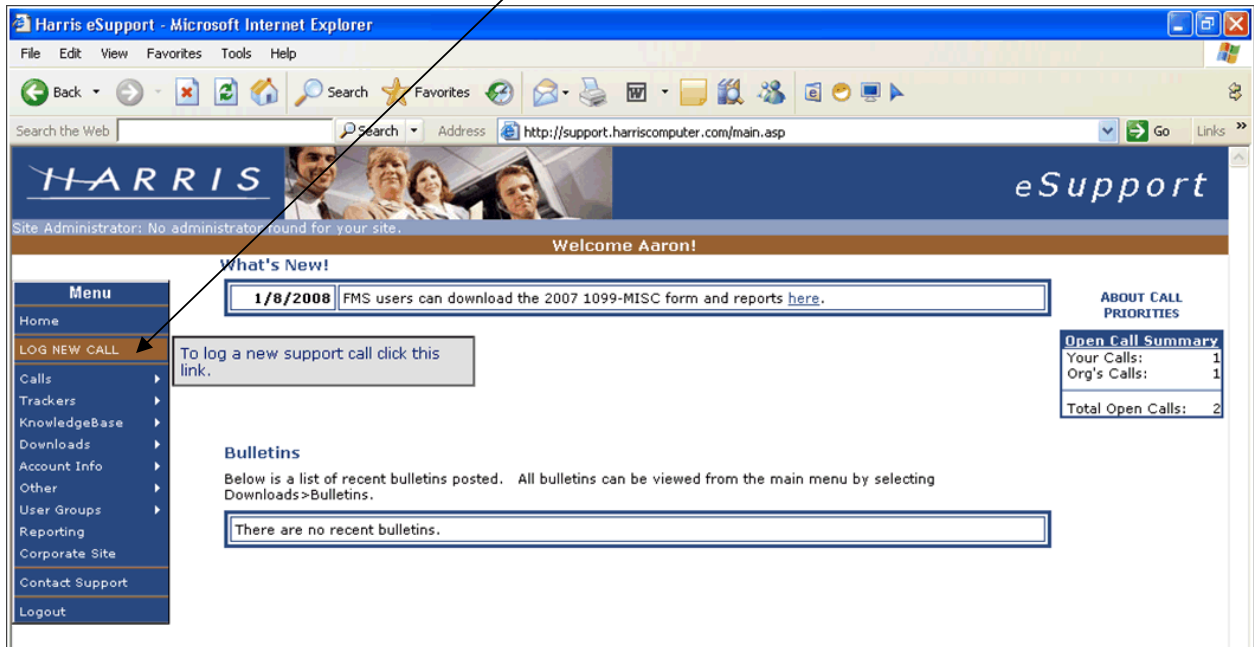 Harris eSupport - Microsoft Internet Explorer
File Edit View Favorites Tools Help
Back Search Favorites
Search the Web Search Address http://support.harriscomputer.com/main.asp Go Links »
HARRIS eSupport
Site Administrator: No administrator found for your site.
Welcome Aaron!
What's New!
1/8/2008 FMS users can download the 2007 1099-MISC form and reports here.
Menu
Home
LOG NEW CALL
Calls
Trackers
KnowledgeBase
Downloads
Account Info
Other
User Groups
Reporting
Corporate Site
Contact Support
Logout
To log a new support call click this
link.
Bulletins
Below is a list of recent bulletins posted. All bulletins can be viewed from the main menu by selecting
Downloads>Bulletins.
There are no recent bulletins.
ABOUT CALL
PRIORITIES
Open Call Summary
Your Calls: 1
Org's Calls: 1
Total Open Calls: 2